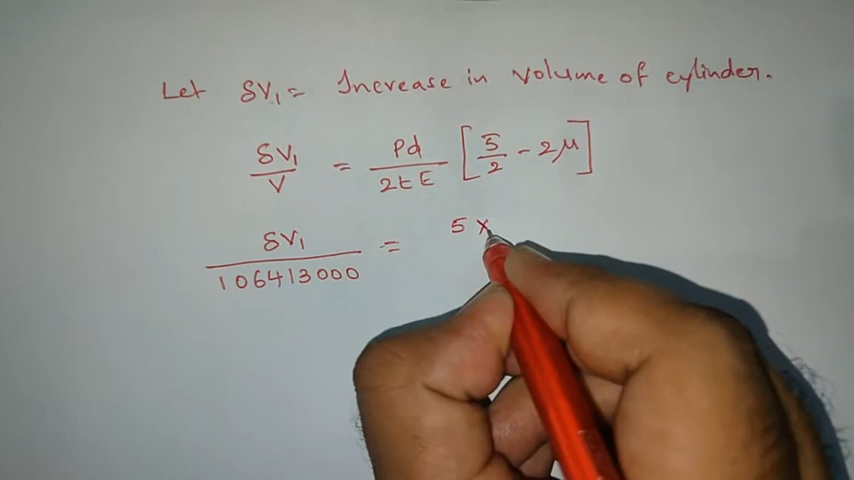 Let δV₁ = Increase in volume of cylinder.
δV₁/V = Pd/2tE [5/2 - 2μ]
δV₁/106413000 = 5 x